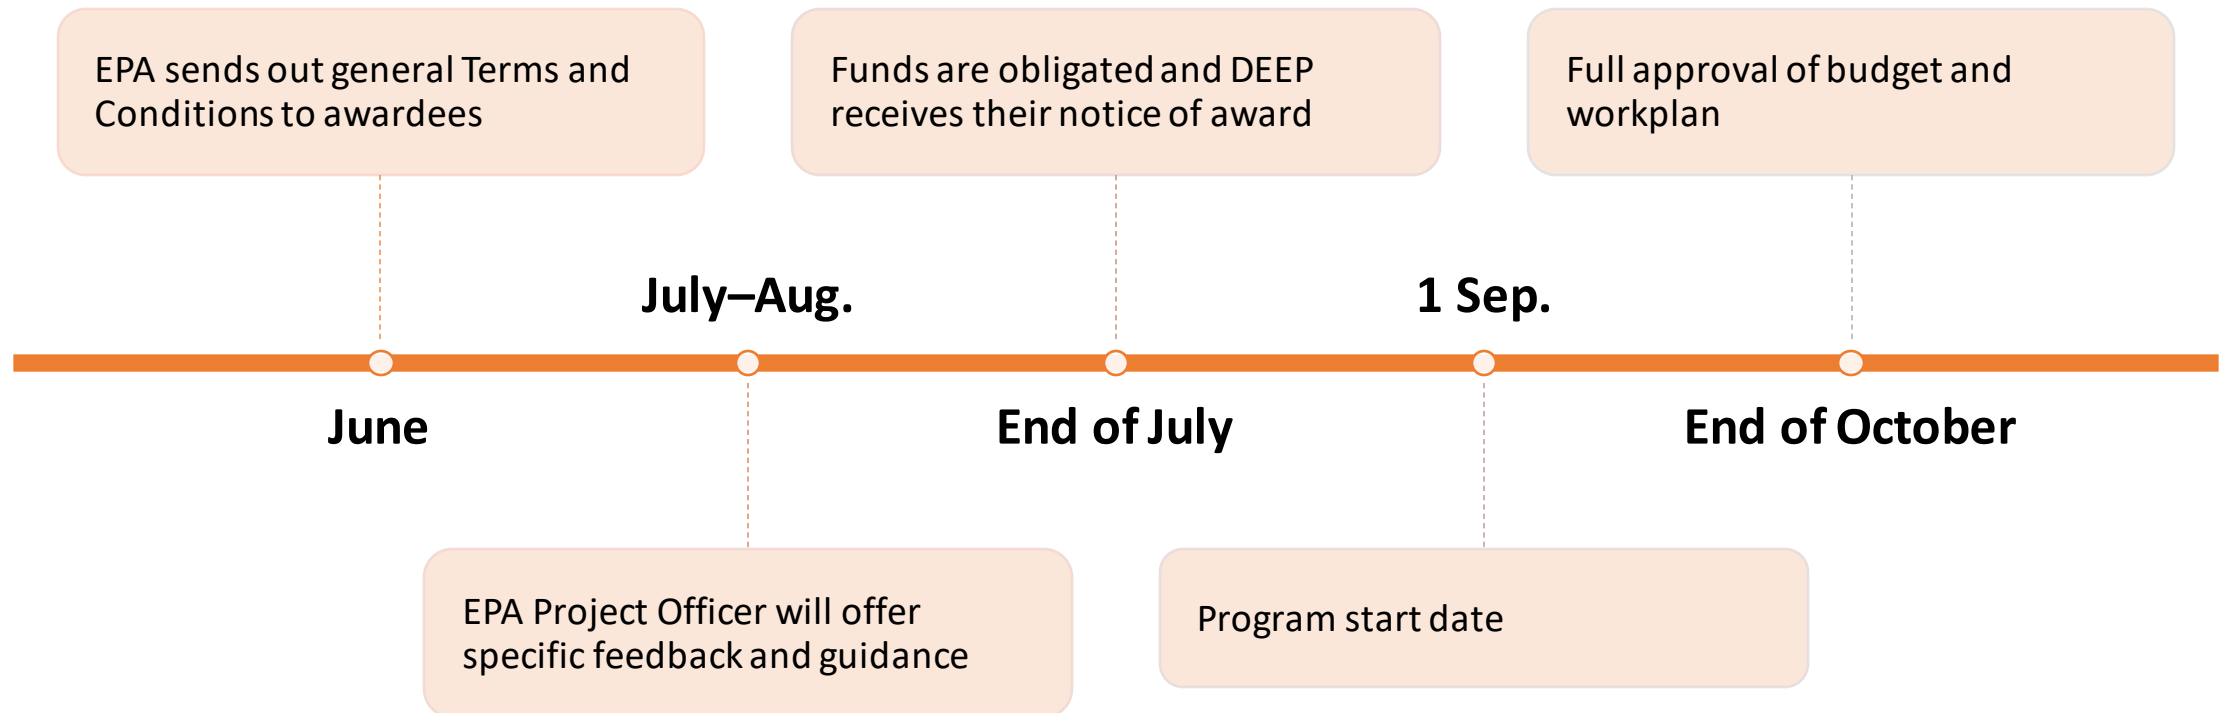 EPA sends out general Terms and
Conditions to awardees
Funds are obligated and DEEP
receives their notice of award
Full approval of budget and
workplan
July–Aug.
1 Sep.
June
End of July
End of October
EPA Project Officer will offer
specific feedback and guidance
Program start date